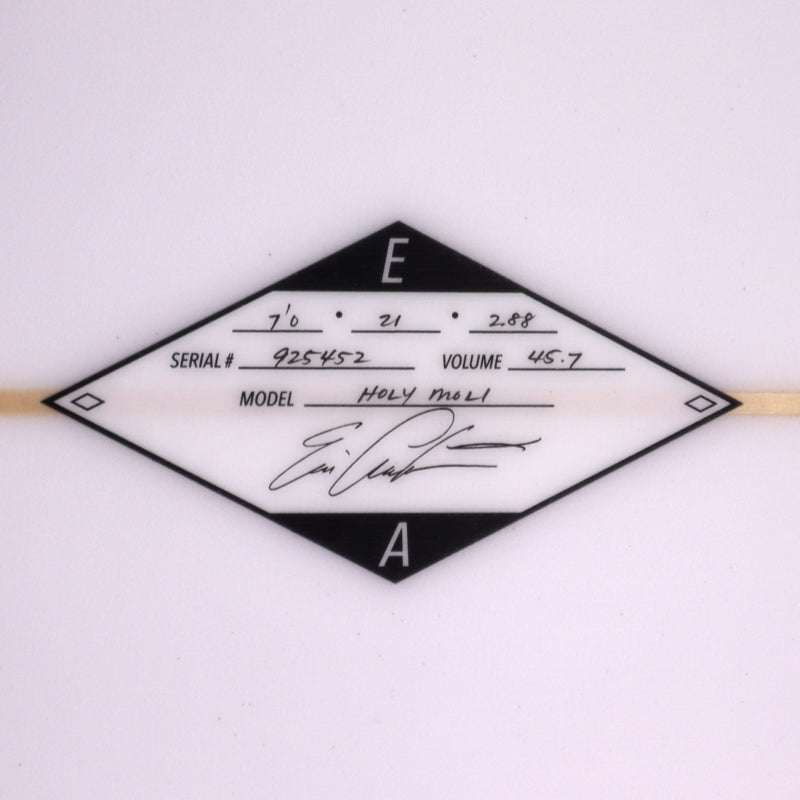 E
7'0 • 21 • 2.88
SERIAL # 925452 VOLUME 45.7
MODEL HOLY MOLI
A